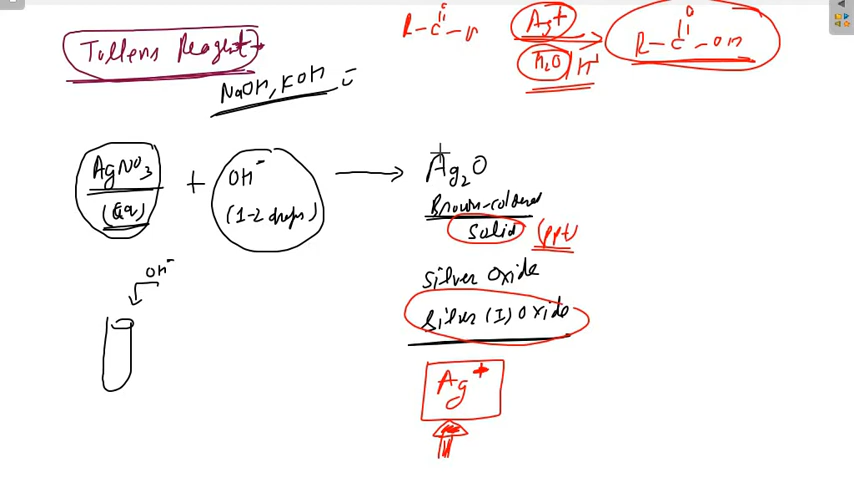 Tollens Reagent
NaOH, KOH
R-C-H
O
Ag+
H2O/H+
O
R-C-OH
AgNO3
(aq)
+
OH-
(1-2 drops)
Ag2O
Brown-colored
Solid (ppt)
Silver Oxide
Silver (I) Oxide
OH-
Ag+